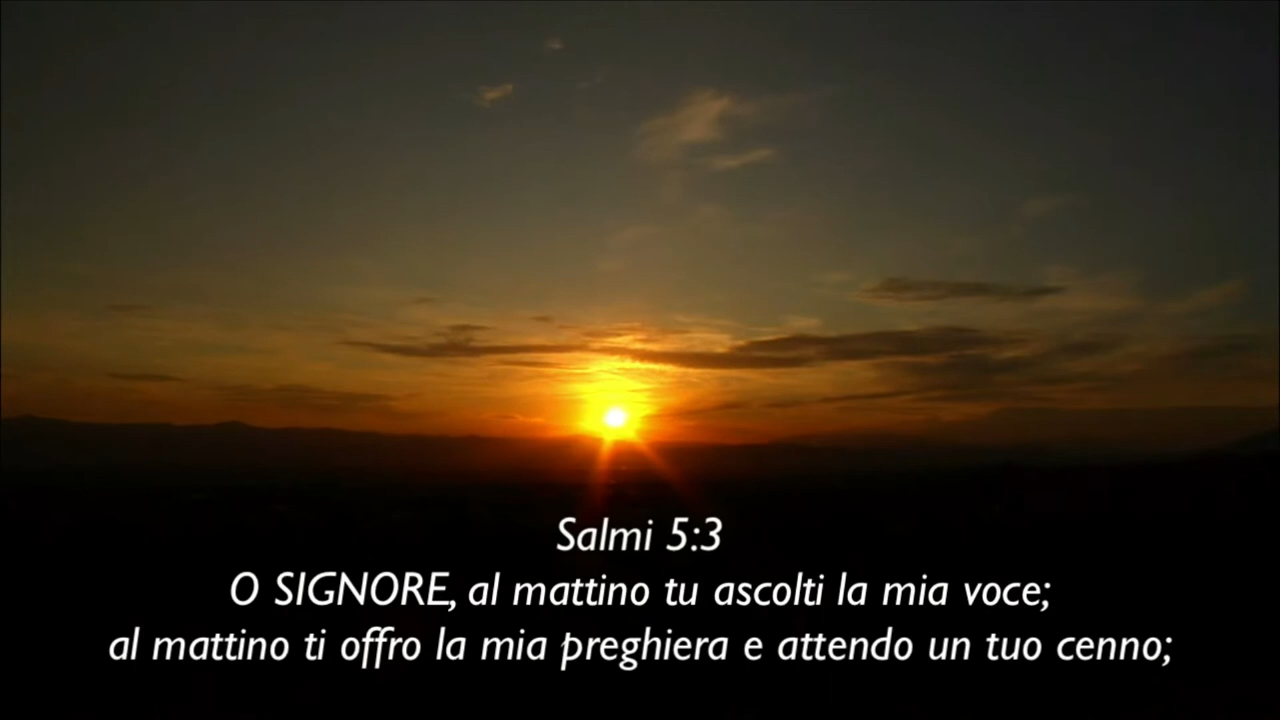 Salmi 5:3
O SIGNORE, al mattino tu ascolti la mia voce;
al mattino ti offro la mia preghiera e attendo un tuo cenno;